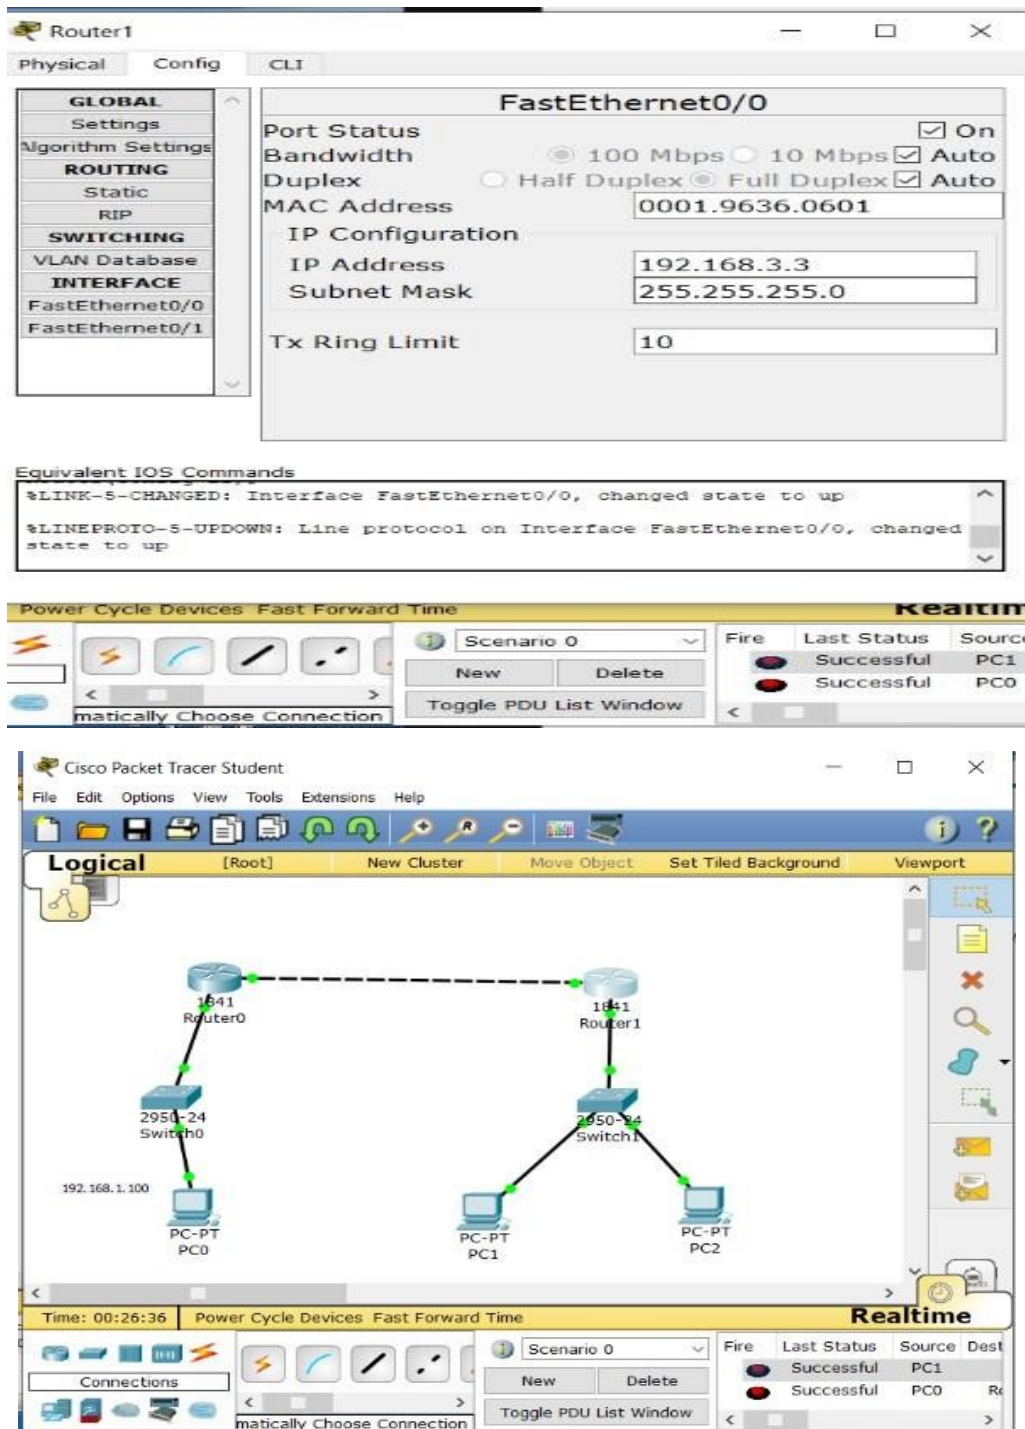 Router1
Physical Config CLI
GLOBAL
Settings
Algorithm Settings
ROUTING
Static
RIP
SWITCHING
VLAN Database
INTERFACE
FastEthernet0/0
FastEthernet0/1
FastEthernet0/0
Port Status On
Bandwidth 100 Mbps 10 Mbps Auto
Duplex Half Duplex Full Duplex Auto
MAC Address 0001.9636.0601
IP Configuration
IP Address 192.168.3.3
Subnet Mask 255.255.255.0
Tx Ring Limit 10
Equivalent IOS Commands
%LINK-5-CHANGED: Interface FastEthernet0/0, changed state to up
%LINEPROTO-5-UPDOWN: Line protocol on Interface FastEthernet0/0, changed
state to up
Power Cycle Devices Fast Forward Time Realtim
Scenario 0
New Delete
Toggle PDU List Window
matically Choose Connection
Fire Last Status Source
Successful PC1
Successful PC0
Cisco Packet Tracer Student
File Edit Options View Tools Extensions Help
Logical [Root] New Cluster Move Object Set Tiled Background Viewport
1841
Router0
1841
Router1
2950-24
Switch0
2950-24
Switch1
192.168.1.100
PC-PT
PC0
PC-PT
PC1
PC-PT
PC2
Time: 00:26:36 Power Cycle Devices Fast Forward Time Realtime
Connections
matically Choose Connection
Scenario 0
New Delete
Toggle PDU List Window
Fire Last Status Source Dest
Successful PC1
Successful PC0